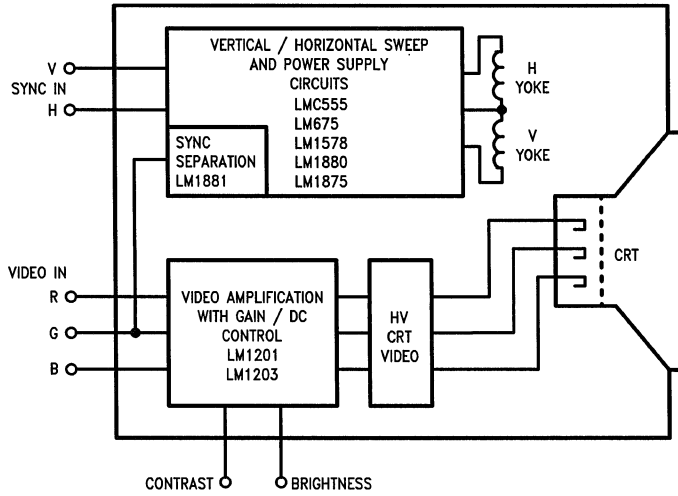 VERTICAL / HORIZONTAL SWEEP
AND POWER SUPPLY
CIRCUITS
LMC555
LM675
LM1578
LM1880
LM1875
V
SYNC IN
H
SYNC
SEPARATION
LM1881
H
YOKE
V
YOKE
CRT
VIDEO IN
R
G
B
VIDEO AMPLIFICATION
WITH GAIN / DC
CONTROL
LM1201
LM1203
HV
CRT
VIDEO
CONTRAST
BRIGHTNESS